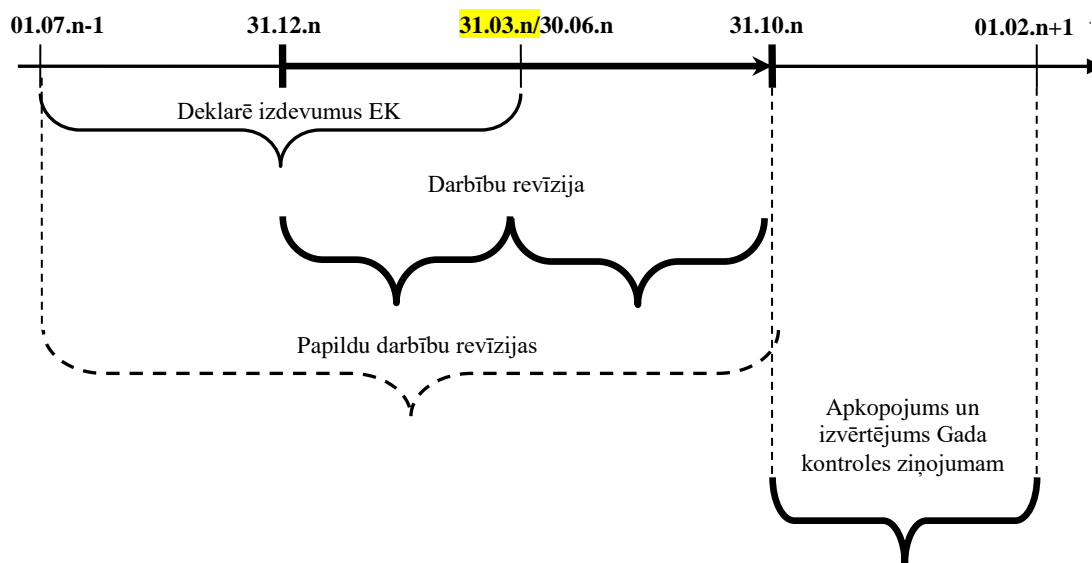 01.07.n-1 31.12.n 31.03.n/30.06.n 31.10.n 01.02.n+1
Deklarē izdevumus EK
Darbību revīzija
Papildu darbību revīzijas
Apkopojums un
izvērtējums Gada
kontroles ziņojumam